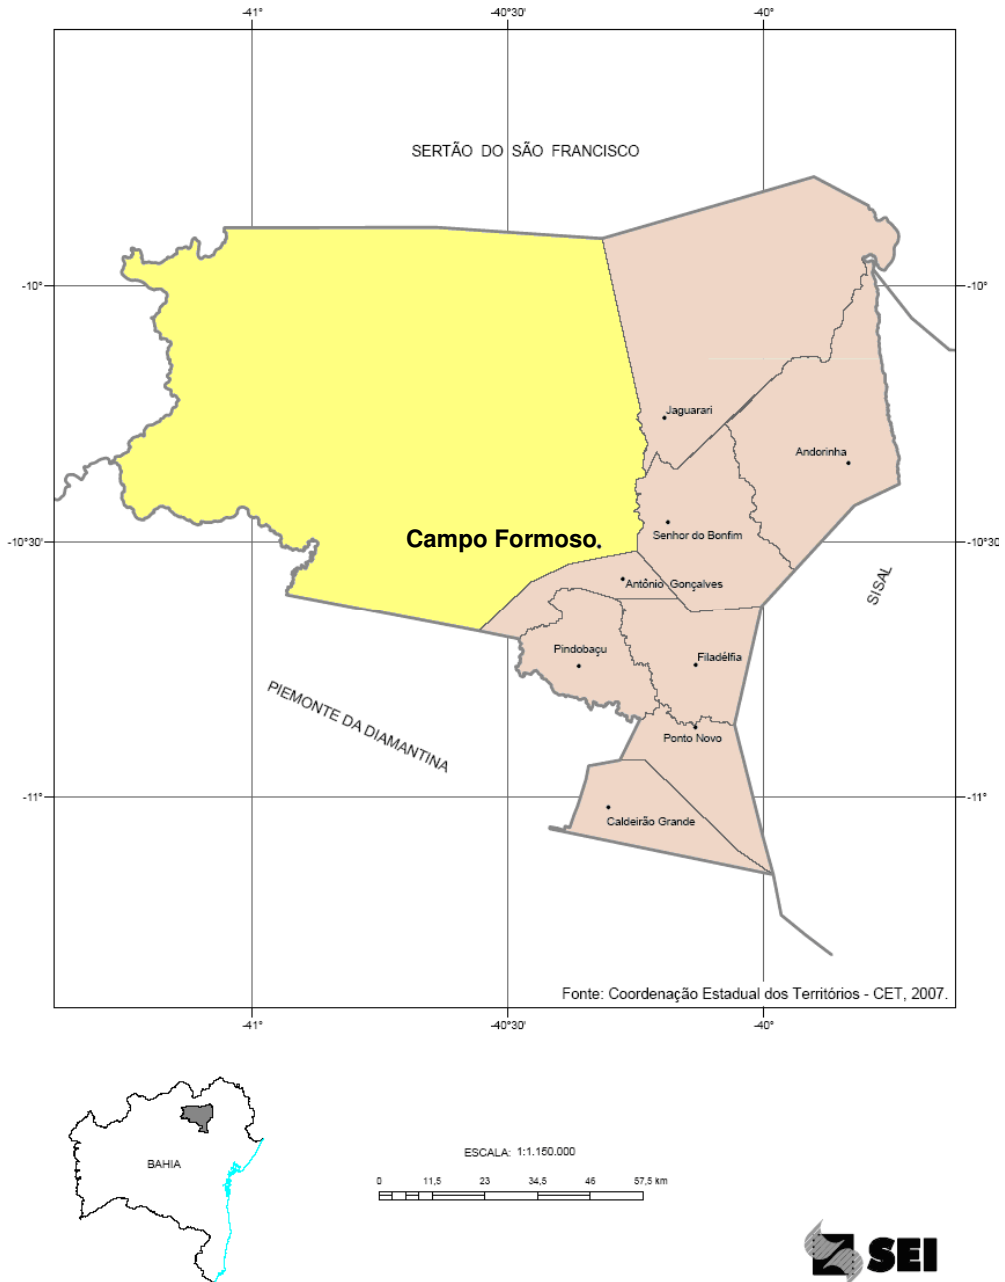 -41°
-40°30'
-40°
SERTÃO DO SÃO FRANCISCO
-10°
-10°
Jaguarari
Andorinha
Campo Formoso.
Senhor do Bonfim
-10°30'
-10°30'
Antônio Gonçalves
SISAL
Pindobaçu
Filadélfia
PIEMONTE DA DIAMANTINA
Ponto Novo
-11°
-11°
Caldeirão Grande
Fonte: Coordenação Estadual dos Territórios - CET, 2007.
-41°
-40°30'
-40°
BAHIA
ESCALA: 1:1.150.000
0 11,5 23 34,5 46 57,5 km
SEI